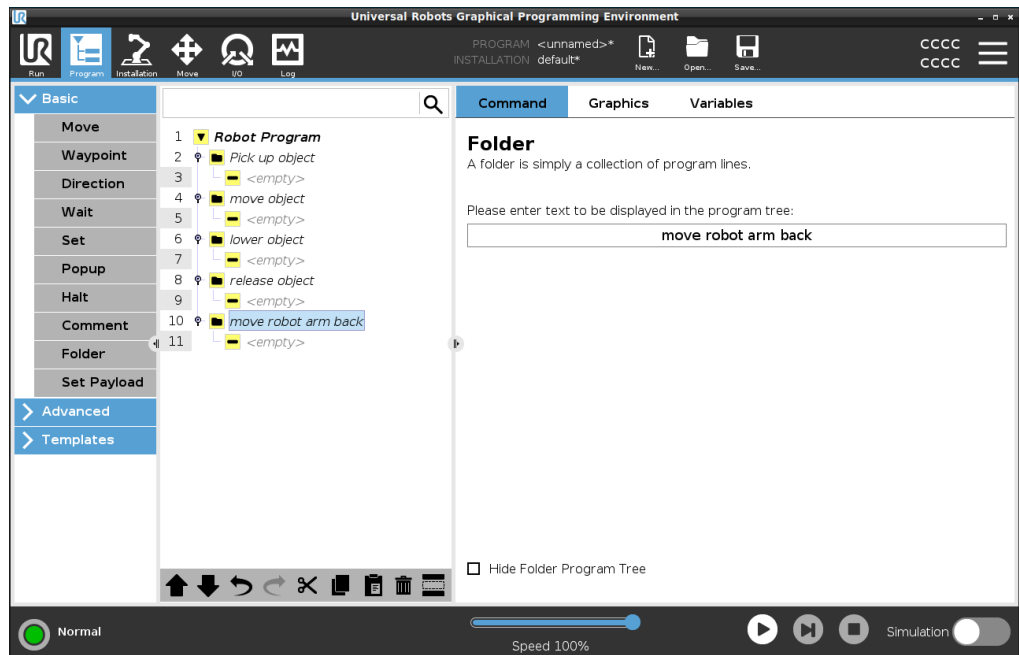 Universal Robots Graphical Programming Environment
UR
Run
Program
Installation
Move
I/O
Log
PROGRAM <unnamed>*
INSTALLATION default*
New...
Open...
Save...
CCCC
CCCC
Basic
Move
Waypoint
Direction
Wait
Set
Popup
Halt
Comment
Folder
Set Payload
Advanced
Templates
1 Robot Program
2 Pick up object
3 <empty>
4 move object
5 <empty>
6 lower object
7 <empty>
8 release object
9 <empty>
10 move robot arm back
11 <empty>
Command Graphics Variables
Folder
A folder is simply a collection of program lines.
Please enter text to be displayed in the program tree:
move robot arm back
Hide Folder Program Tree
Normal
Speed 100%
Simulation